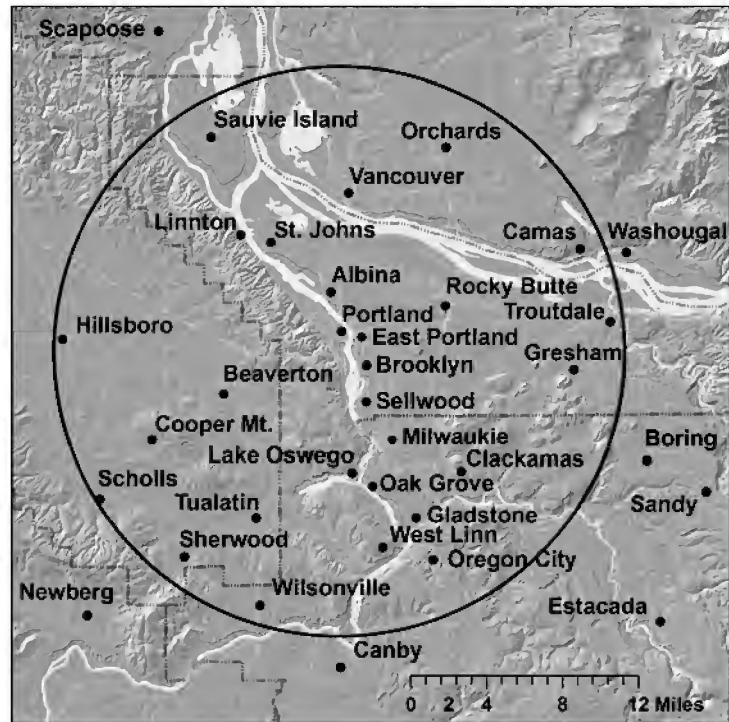 Scapoose
Sauvie Island
Orchards
Vancouver
Linnton
St. Johns
Camas
Washougal
Albina
Rocky Butte
Portland
Troutdale
Hillsboro
East Portland
Brooklyn
Gresham
Beaverton
Sellwood
Cooper Mt.
Milwaukie
Boring
Lake Oswego
Clackamas
Scholls
Oak Grove
Sandy
Tualatin
Gladstone
Sherwood
West Linn
Oregon City
Newberg
Wilsonville
Estacada
Canby
0 2 4 8 12 Miles